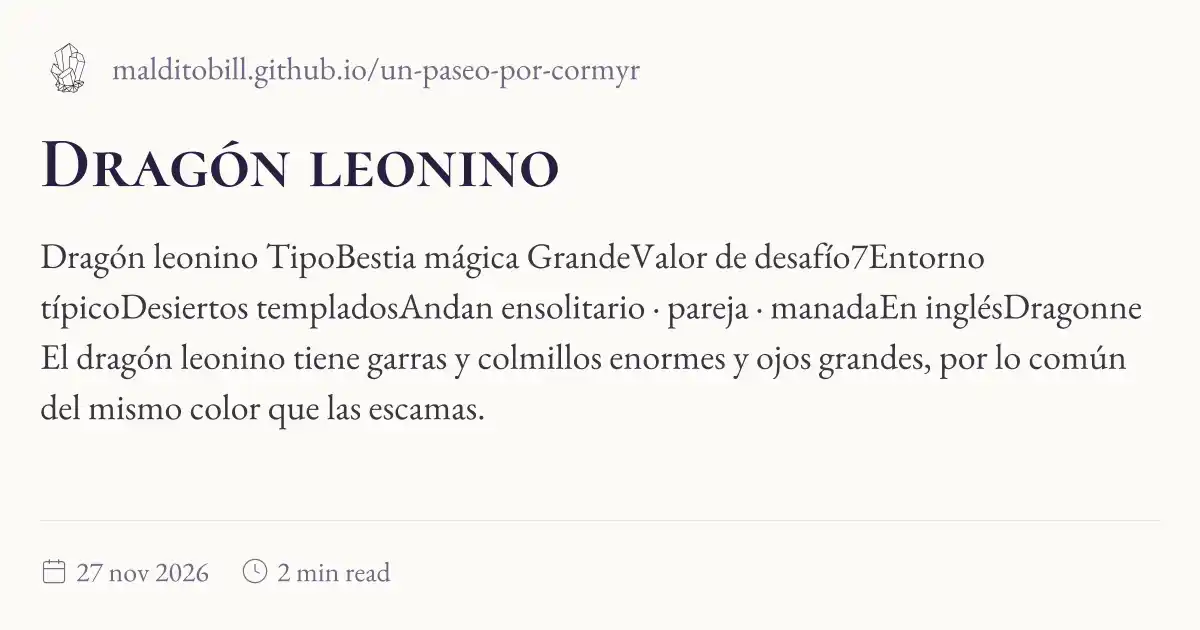 malditobill.github.io/un-paseo-por-cormyr
Dragón leonino
Dragón leonino TipoBestia mágica GrandeValor de desafío7Entorno
típicoDesiertos templadosAndan ensolitario · pareja · manadaEn inglésDragonne
El dragón leonino tiene garras y colmillos enormes y ojos grandes, por lo común
del mismo color que las escamas.
27 nov 2026
2 min read